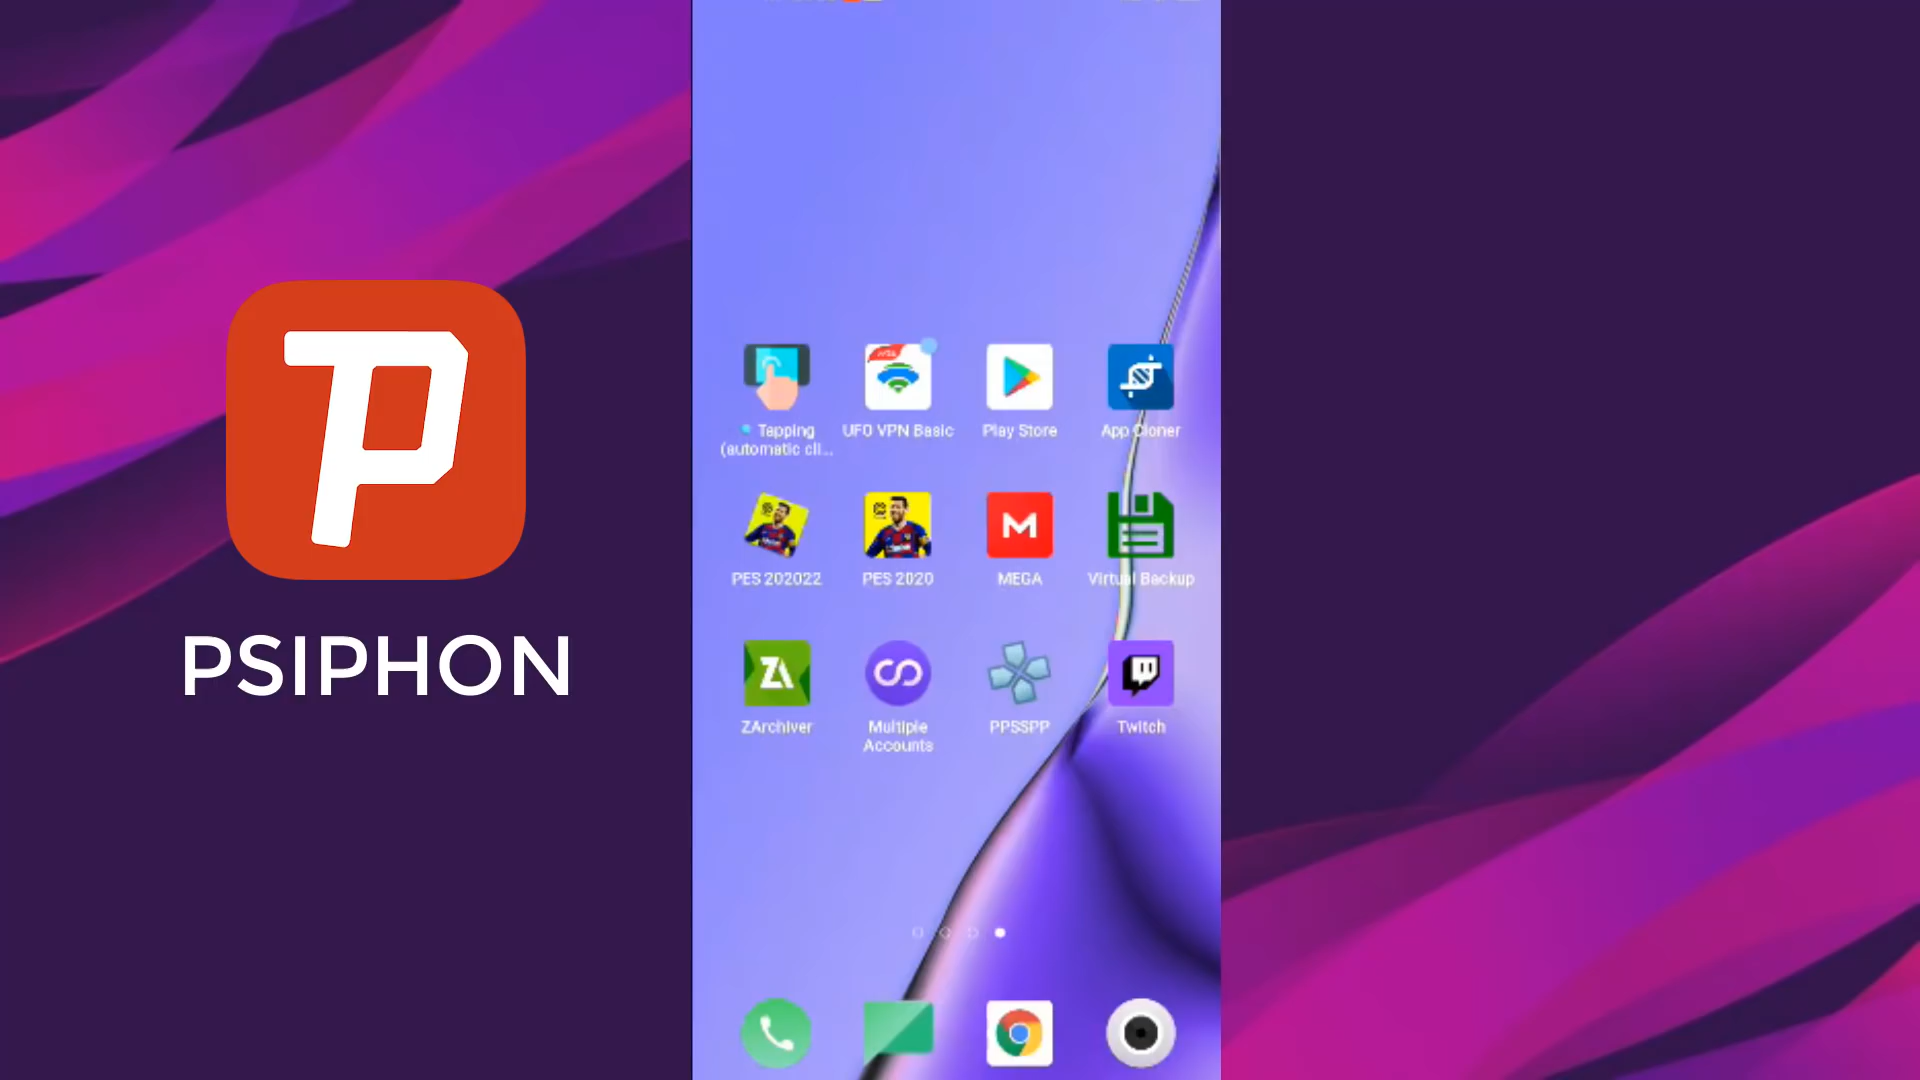 PSIPHON
Tapping
(automatic cli...
UFO VPN Basic
Play Store
App Cloner
PES 202022
PES 2020
MEGA
Virtual Backup
ZArchiver
Multiple
Accounts
PPSSPP
Twitch